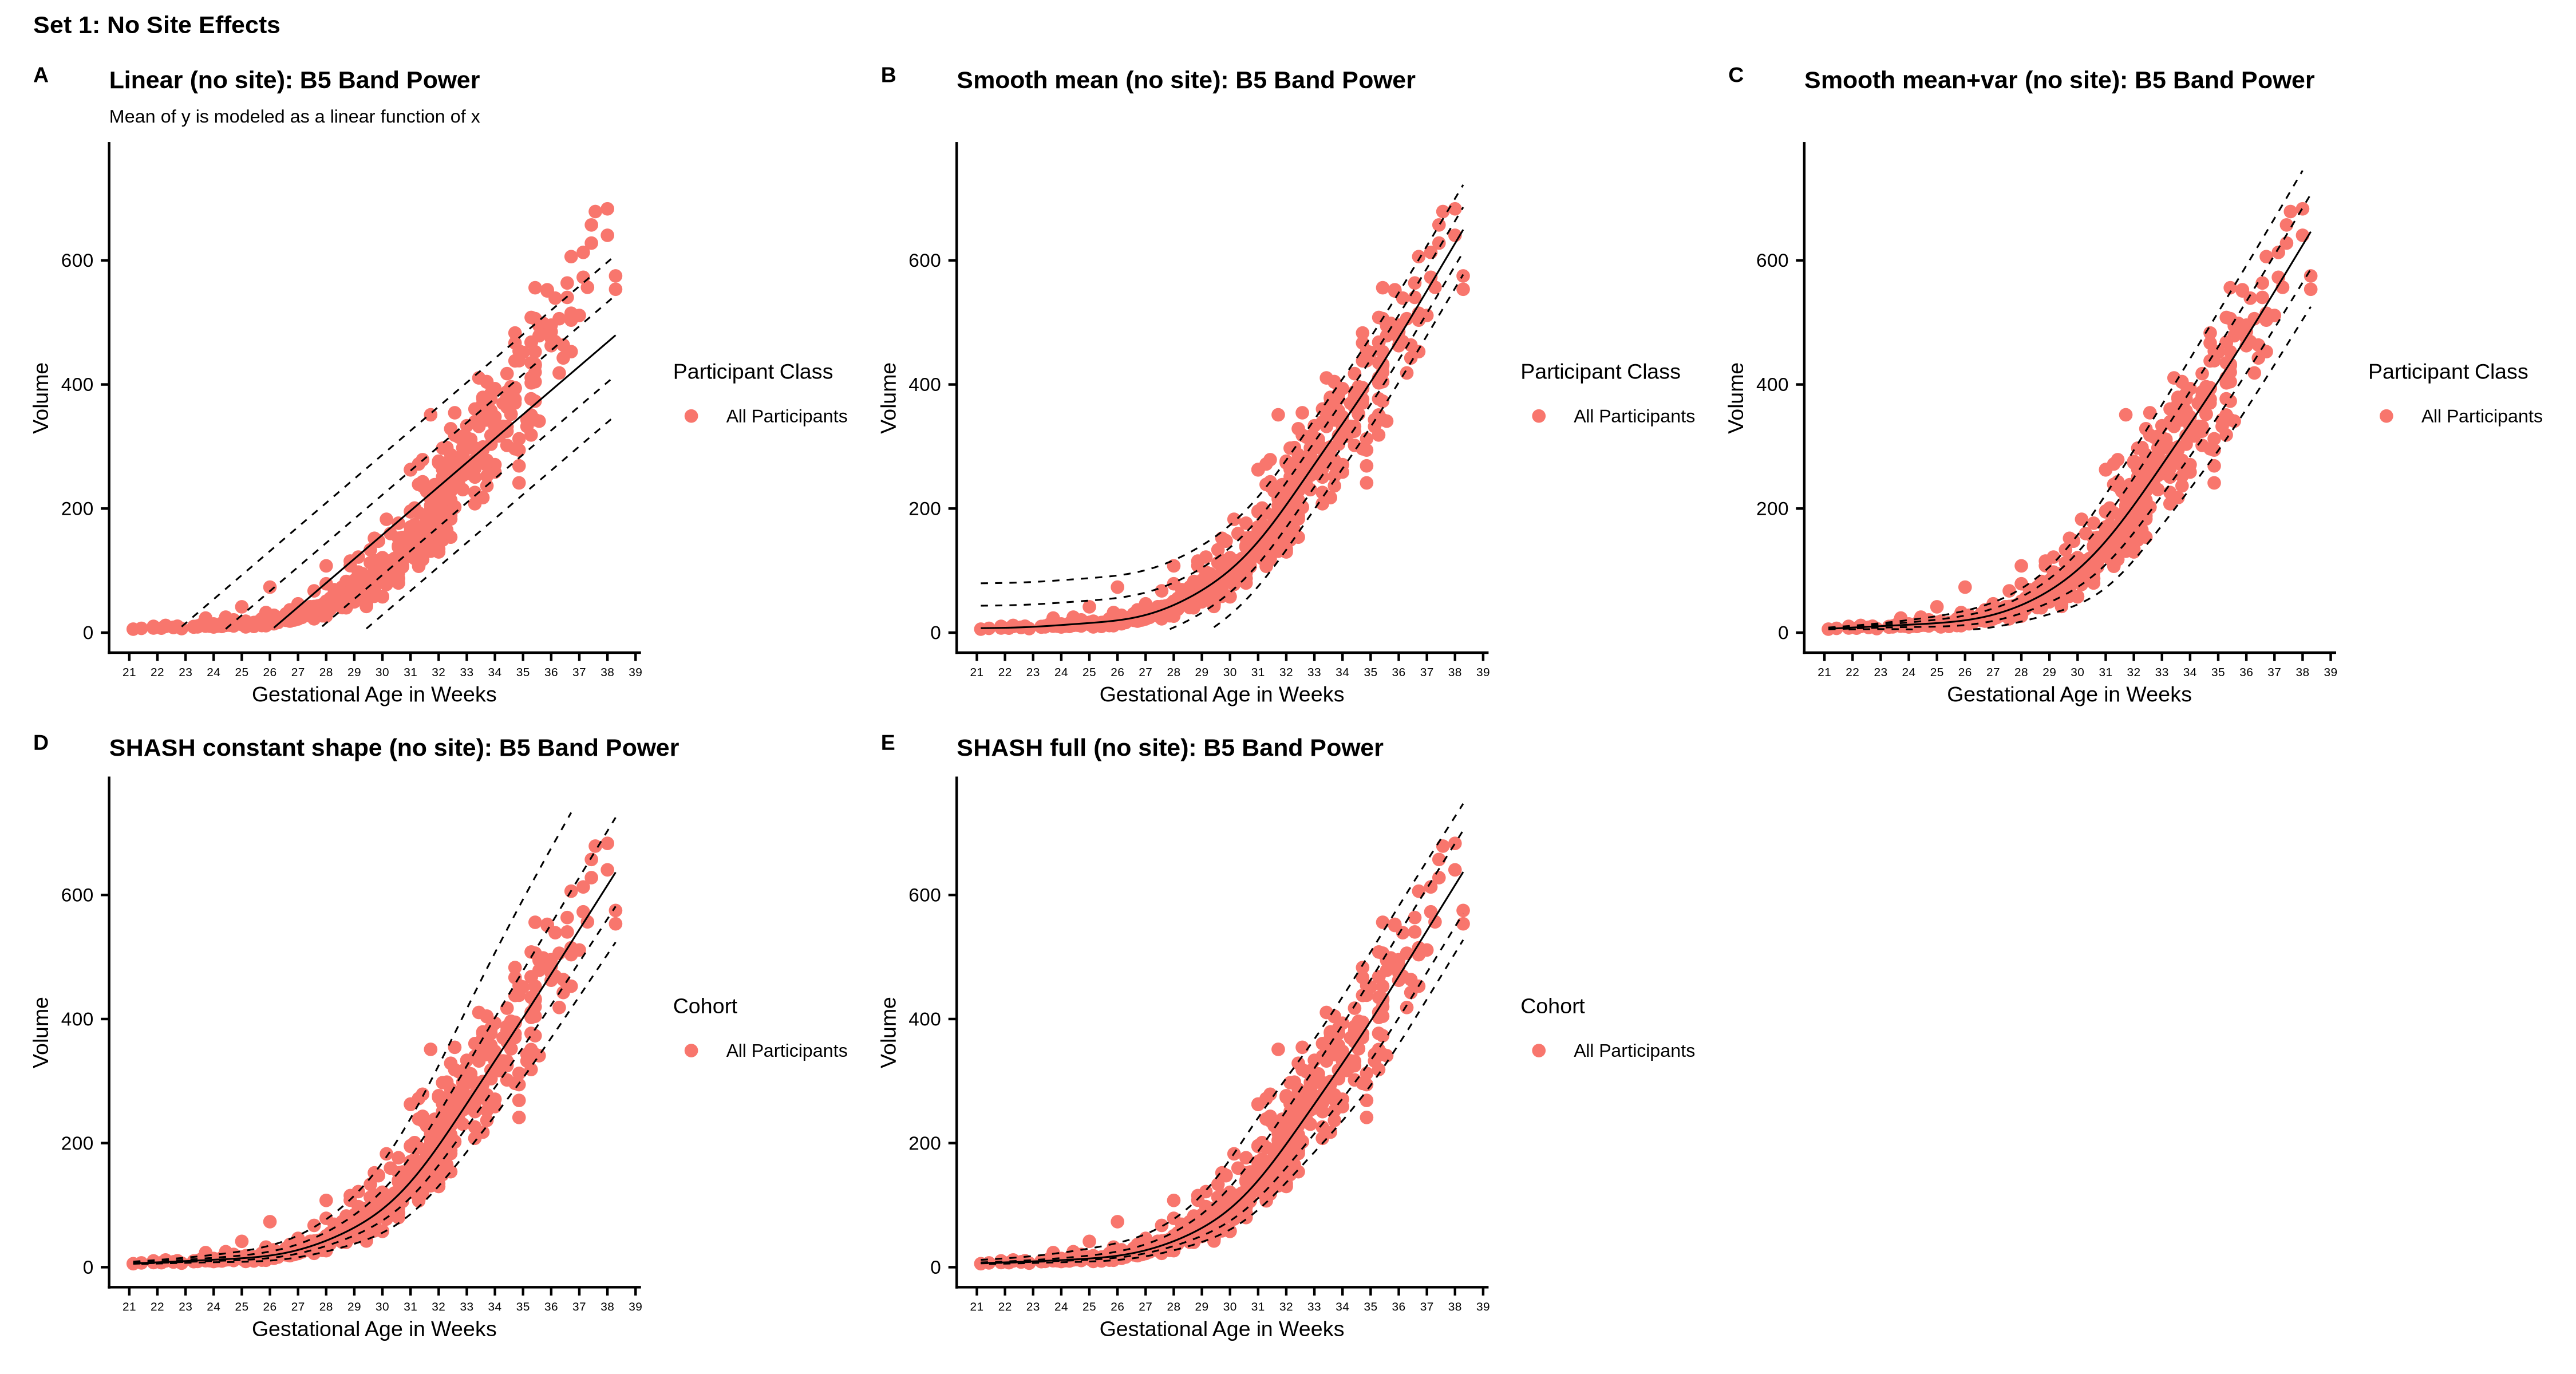 Set 1: No Site Effects
A
Linear (no site): B5 Band Power
Mean of y is modeled as a linear function of x
Volume
600
400
200
0
21 22 23 24 25 26 27 28 29 30 31 32 33 34 35 36 37 38 39
Gestational Age in Weeks
Participant Class
All Participants
B
Smooth mean (no site): B5 Band Power
Volume
600
400
200
0
21 22 23 24 25 26 27 28 29 30 31 32 33 34 35 36 37 38 39
Gestational Age in Weeks
Participant Class
All Participants
C
Smooth mean+var (no site): B5 Band Power
Volume
600
400
200
0
21 22 23 24 25 26 27 28 29 30 31 32 33 34 35 36 37 38 39
Gestational Age in Weeks
Participant Class
All Participants
D
SHASH constant shape (no site): B5 Band Power
Volume
600
400
200
0
21 22 23 24 25 26 27 28 29 30 31 32 33 34 35 36 37 38 39
Gestational Age in Weeks
Cohort
All Participants
E
SHASH full (no site): B5 Band Power
Volume
600
400
200
0
21 22 23 24 25 26 27 28 29 30 31 32 33 34 35 36 37 38 39
Gestational Age in Weeks
Cohort
All Participants